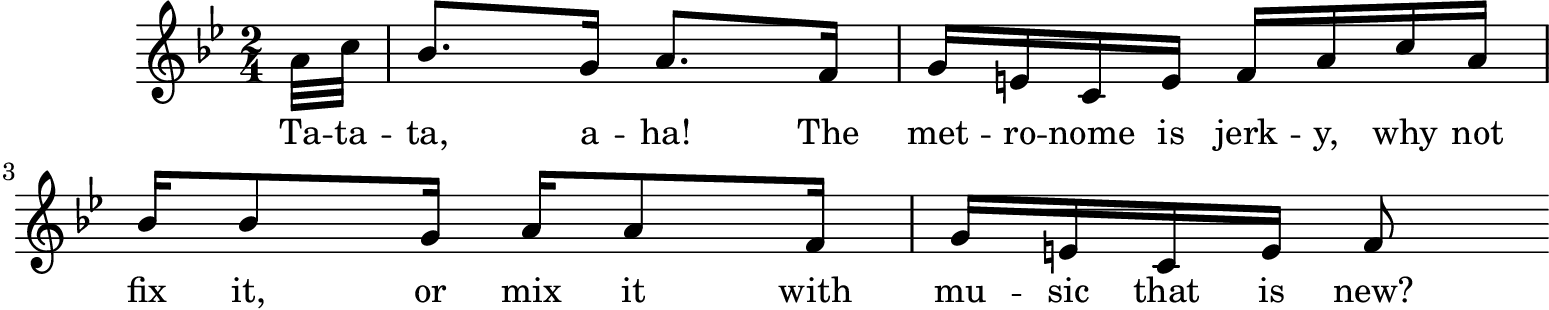 2
4
Ta -- ta -- ta, a -- ha! The met -- ro -- nome is jerk -- y, why not
3
fix it, or mix it with mu -- sic that is new?